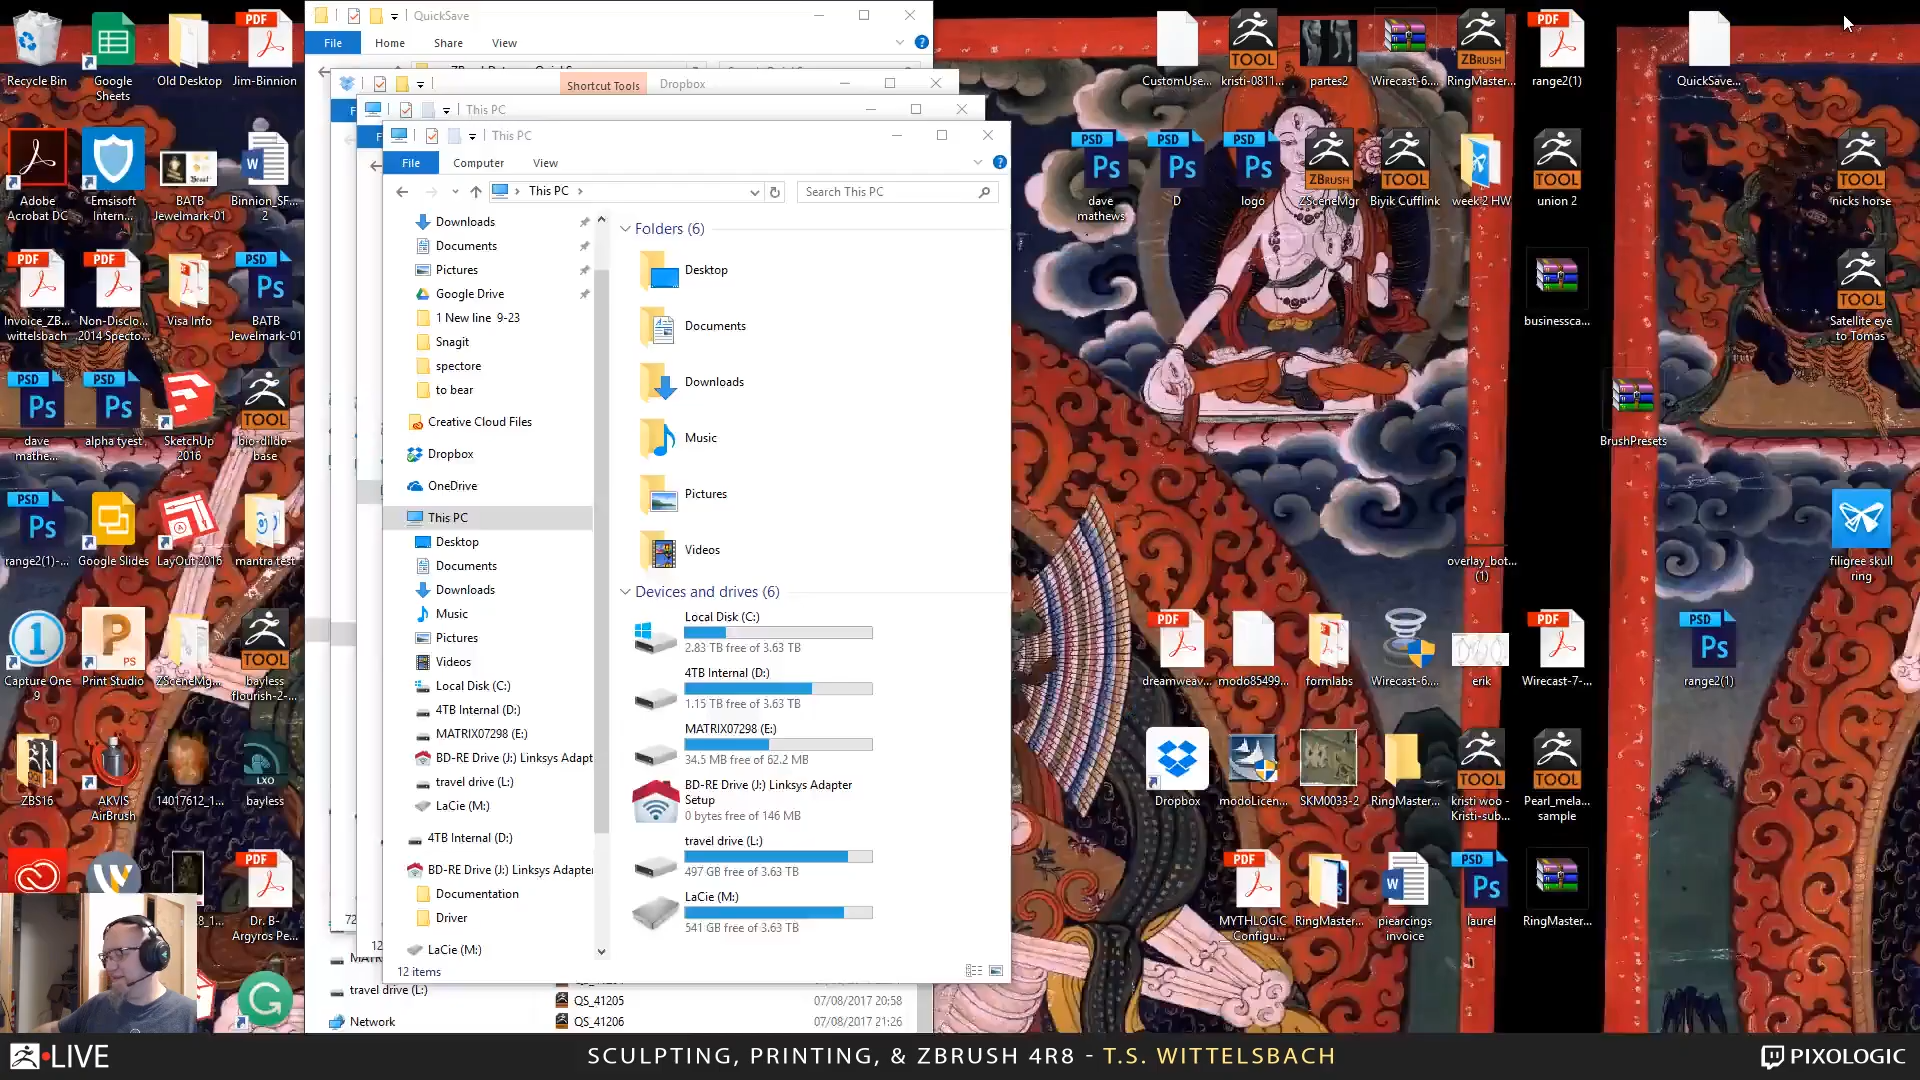 QuickSave
File
Home
Share
View
Shortcut Tools
Dropbox
This PC
This PC
File
Computer
View
This PC
Search This PC
Downloads
Documents
Pictures
Google Drive
1 New line 9-23
Snagit
spectore
to bear
Creative Cloud Files
Dropbox
OneDrive
This PC
Desktop
Documents
Downloads
Music
Pictures
Videos
Local Disk (C:)
4TB Internal (D:)
MATRIX07298 (E:)
BD-RE Drive (J:) Linksys Adapt
travel drive (L:)
LaCie (M:)
4TB Internal (D:)
BD-RE Drive (J:) Linksys Adapter
Documentation
Driver
LaCie (M:)
12 items
Folders (6)
Desktop
Documents
Downloads
Music
Pictures
Videos
Devices and drives (6)
Local Disk (C:)
2.83 TB free of 3.63 TB
4TB Internal (D:)
1.15 TB free of 3.63 TB
MATRIX07298 (E:)
34.5 MB free of 62.2 MB
BD-RE Drive (J:) Linksys Adapter
Setup
0 bytes free of 146 MB
travel drive (L:)
497 GB free of 3.63 TB
LaCie (M:)
541 GB free of 3.63 TB
travel drive (L:)
Network
QS_41205
07/08/2017 20:58
QS_41206
07/08/2017 21:26
Recycle Bin
Google
Sheets
Old Desktop
Jim-Binnion
Adobe
Acrobat DC
Emsisoft
Intern...
BATB
Jewelmark-01
Binnion_SF...
2
Invoice_ZB...
wittelsbach
Non-Disclo...
2014 Specto...
Visa Info
BATB
Jewelmark-01
dave
mathe...
alpha tyest
SketchUp
2016
bio-dildo-
base
range2(1)-...
Google Slides
LayOut 2016
mantra test
Capture One
9
Print Studio
ZSceneMg...
bayless
flourish-2-...
ZBS16
AKVIS
AirBrush
14017612_1...
bayless
Dr. B-
Argyros Pe...
CustomUse...
kristi-0811...
partes2
Wirecast-6....
RingMaster...
range2(1)
QuickSave...
dave
mathews
D
logo
ZSceneMgr
Biyik Cufflink
week 2 HW
union 2
nicks horse
businessca...
Satellite eye
to Tomas
BrushPresets
overlay_bot...
(1)
filigree skull
ring
dreamweav...
modo85499...
formlabs
Wirecast-6....
erik
Wirecast-7-...
range2(1)
Dropbox
modoLicen...
SKM0033-2
RingMaster...
kristi woo -
Kristi-sub...
Pearl_mela...
sample
MYTHLOGIC
_Configu...
RingMaster...
piearcings
invoice
laurel
RingMaster...
LIVE
SCULPTING, PRINTING, & ZBRUSH 4R8 - T.S. WITTELSBACH
PIXOLOGIC